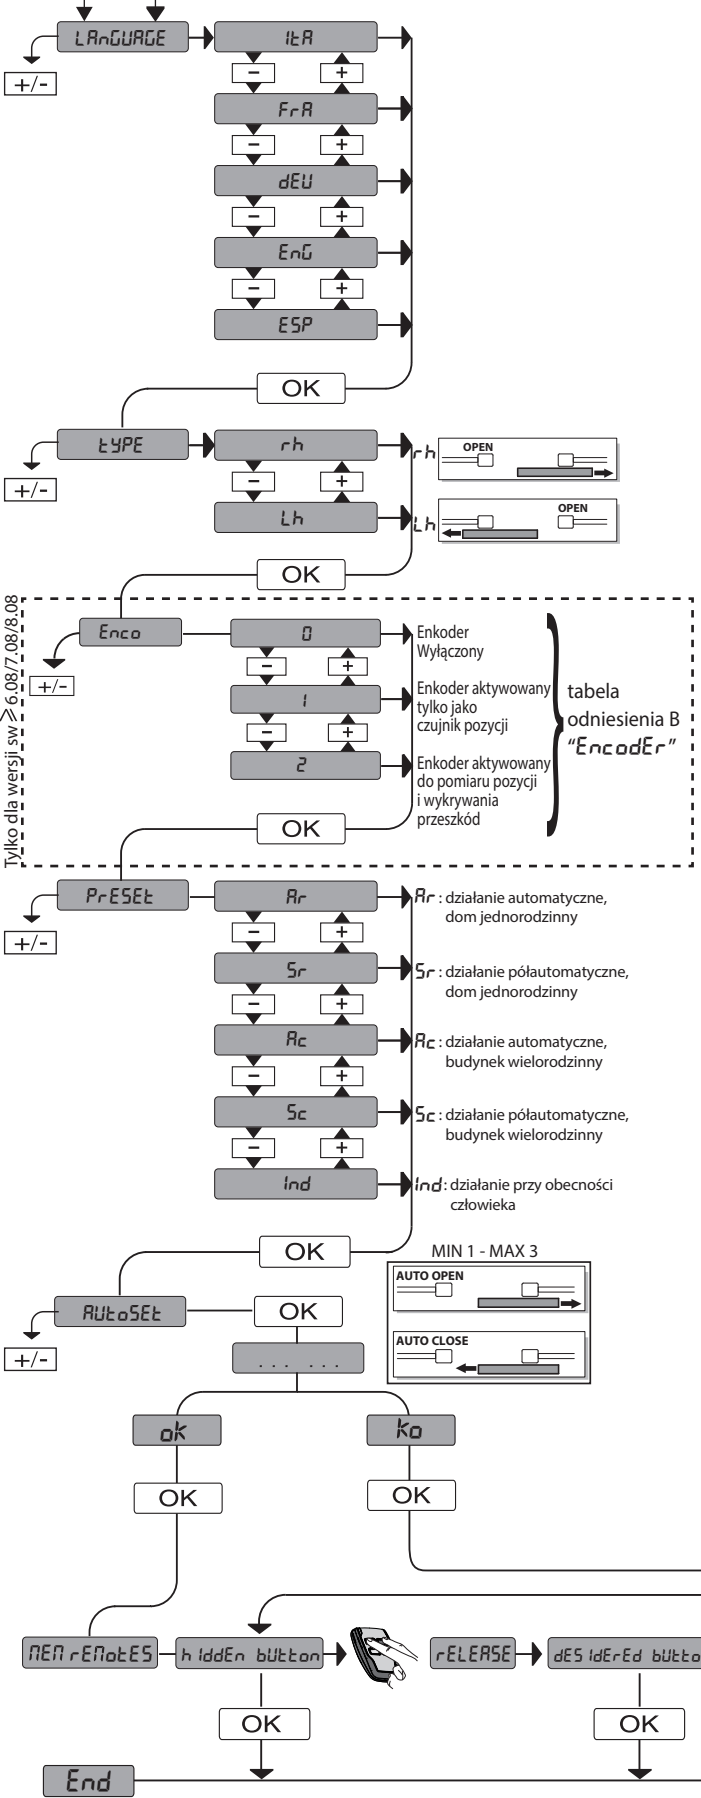 LAnGUAGE
ItA
+/-
-
+
FrA
-
+
dEU
-
+
EnG
-
+
ESP
OK
tYPE
rh
rh
OPEN
+/-
-
+
Lh
Lh
OPEN
OK
Tylko dla wersji sw ⩾ 6.08/7.08/8.08
Enco
0
Enkoder
Wyłączony
+/-
-
+
1
Enkoder aktywowany
tylko jako
czujnik pozycji
-
+
2
Enkoder aktywowany
do pomiaru pozycji
i wykrywania
przeszkód
tabela
odniesienia B
“EncodEr”
OK
PrESEt
Ar
Ar : działanie automatyczne,
dom jednorodzinny
+/-
-
+
Sr
Sr : działanie półautomatyczne,
dom jednorodzinny
-
+
Ac
Ac : działanie automatyczne,
budynek wielorodzinny
-
+
Sc
Sc : działanie półautomatyczne,
budynek wielorodzinny
-
+
Ind
Ind : działanie przy obecności
człowieka
OK
MIN 1 - MAX 3
AUTO OPEN
AUTO CLOSE
AUtoSEt
OK
+/-
. . . . . .
ok
Ko
OK
OK
MEM rEMotES
hIddEn bUtton
rELEASE
dESIdErEd bUtto
OK
OK
End